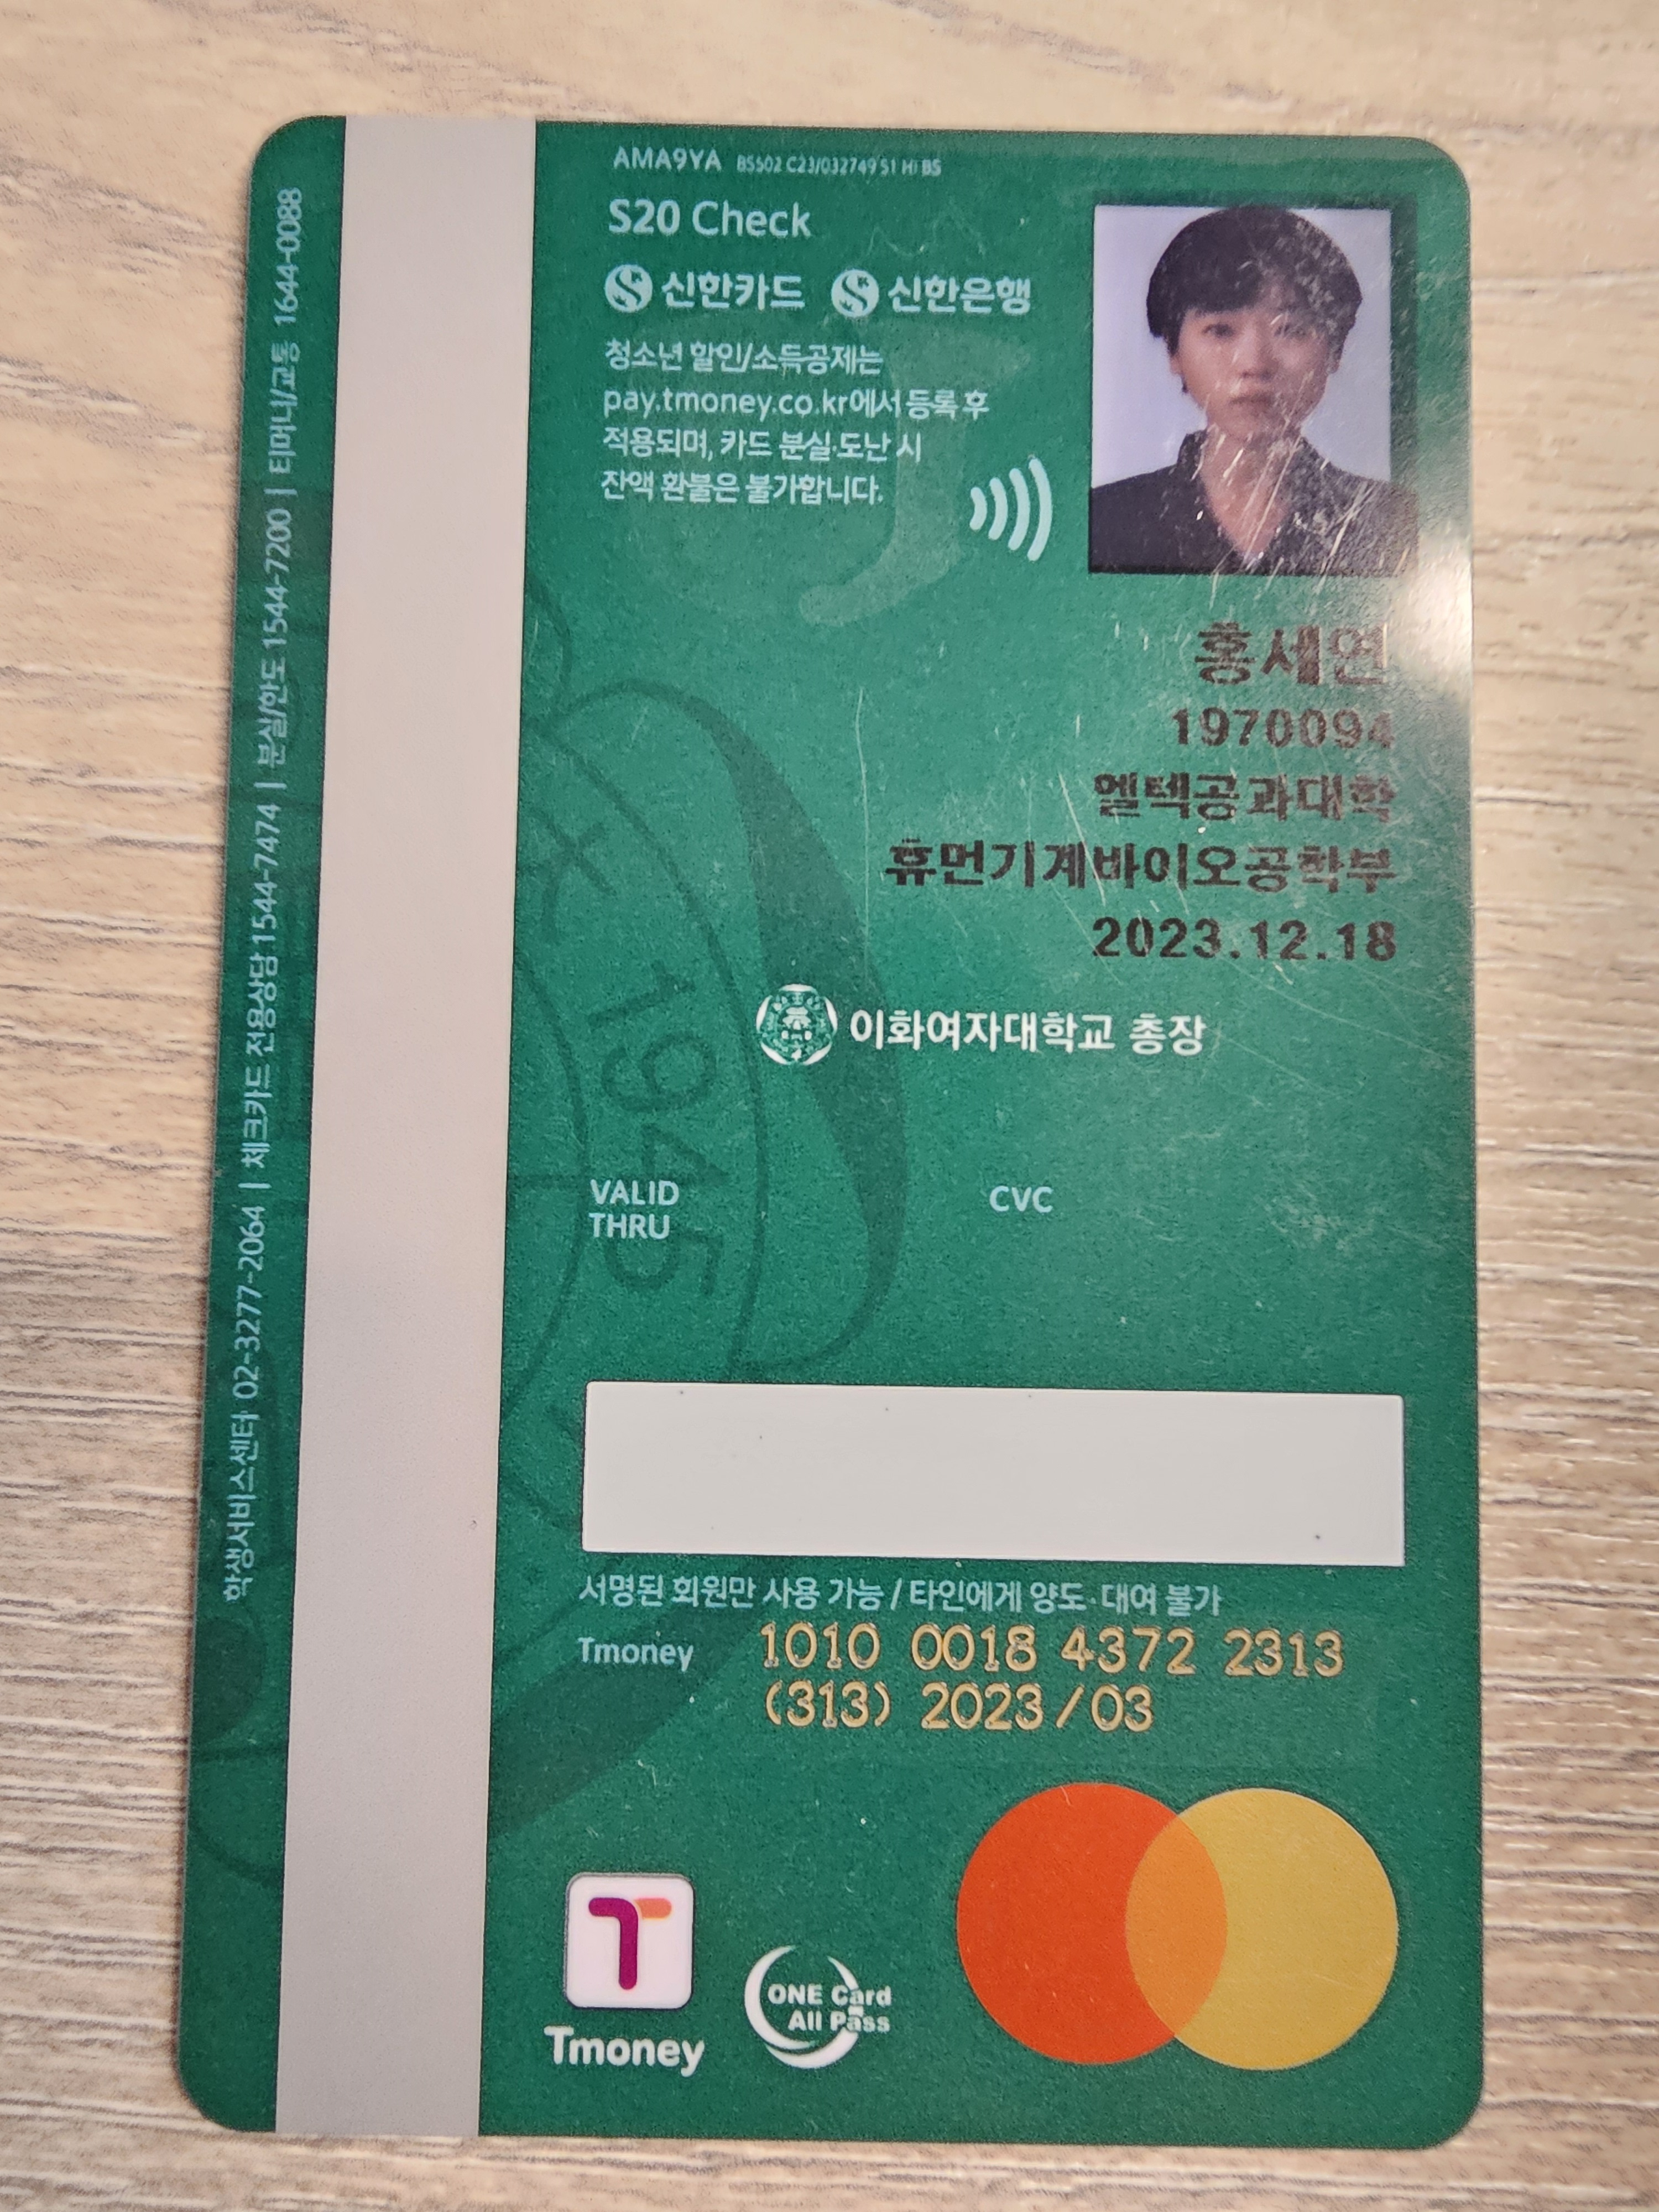 AMA9YA BS502 C23/032749 S1 Hi BS
S20 Check
신한카드 신한은행
청소년 할인/소득공제는
pay.tmoney.co.kr에서 등록 후
적용되며, 카드 분실·도난 시
잔액 환불은 불가합니다.
홍세연
1970094
엘텍공과대학
휴먼기계바이오공학부
2023.12.18
이화여자대학교 총장
1945
VALID
THRU
CVC
서명된 회원만 사용 가능 / 타인에게 양도·대여 불가
Tmoney 1010 0018 4372 2313
(313) 2023/03
Tmoney
ONE Card
All Pass
학생서비스센터 02-3277-2064 | 체크카드 전용상담 1544-7474 | 분실/한도 1544-7200 | 티머니/교통 1644-0088